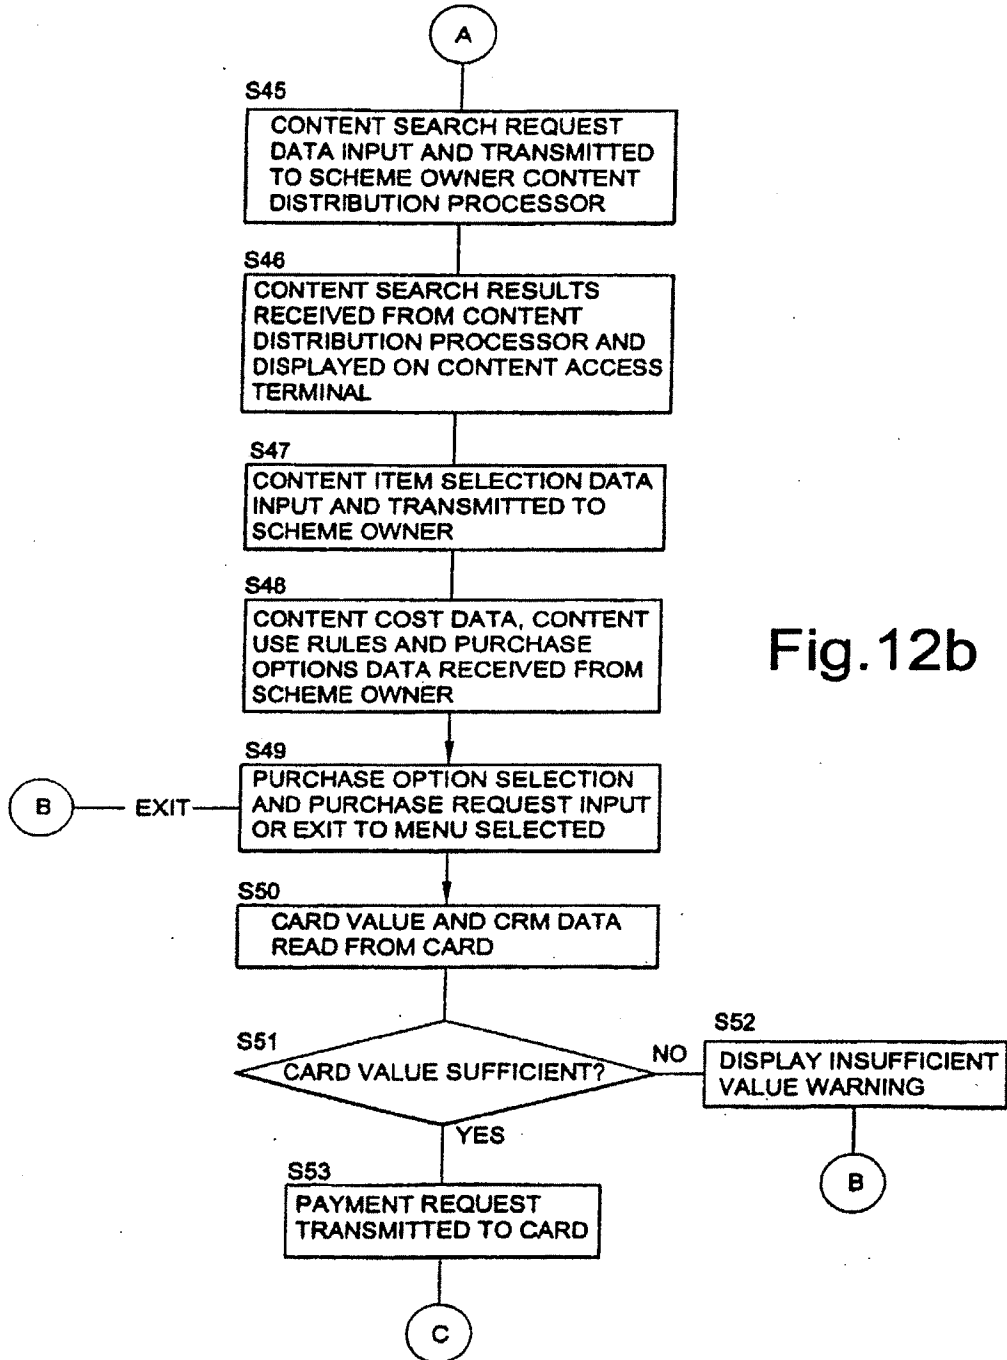 A
S45
CONTENT SEARCH REQUEST
DATA INPUT AND TRANSMITTED
TO SCHEME OWNER CONTENT
DISTRIBUTION PROCESSOR
S46
CONTENT SEARCH RESULTS
RECEIVED FROM CONTENT
DISTRIBUTION PROCESSOR AND
DISPLAYED ON CONTENT ACCESS
TERMINAL
S47
CONTENT ITEM SELECTION DATA
INPUT AND TRANSMITTED TO
SCHEME OWNER
S48
CONTENT COST DATA, CONTENT
USE RULES AND PURCHASE
OPTIONS DATA RECEIVED FROM
SCHEME OWNER
Fig.12b
S49
PURCHASE OPTION SELECTION
AND PURCHASE REQUEST INPUT
OR EXIT TO MENU SELECTED
B
EXIT
S50
CARD VALUE AND CRM DATA
READ FROM CARD
S51
CARD VALUE SUFFICIENT?
NO
S52
DISPLAY INSUFFICIENT
VALUE WARNING
B
YES
S53
PAYMENT REQUEST
TRANSMITTED TO CARD
C